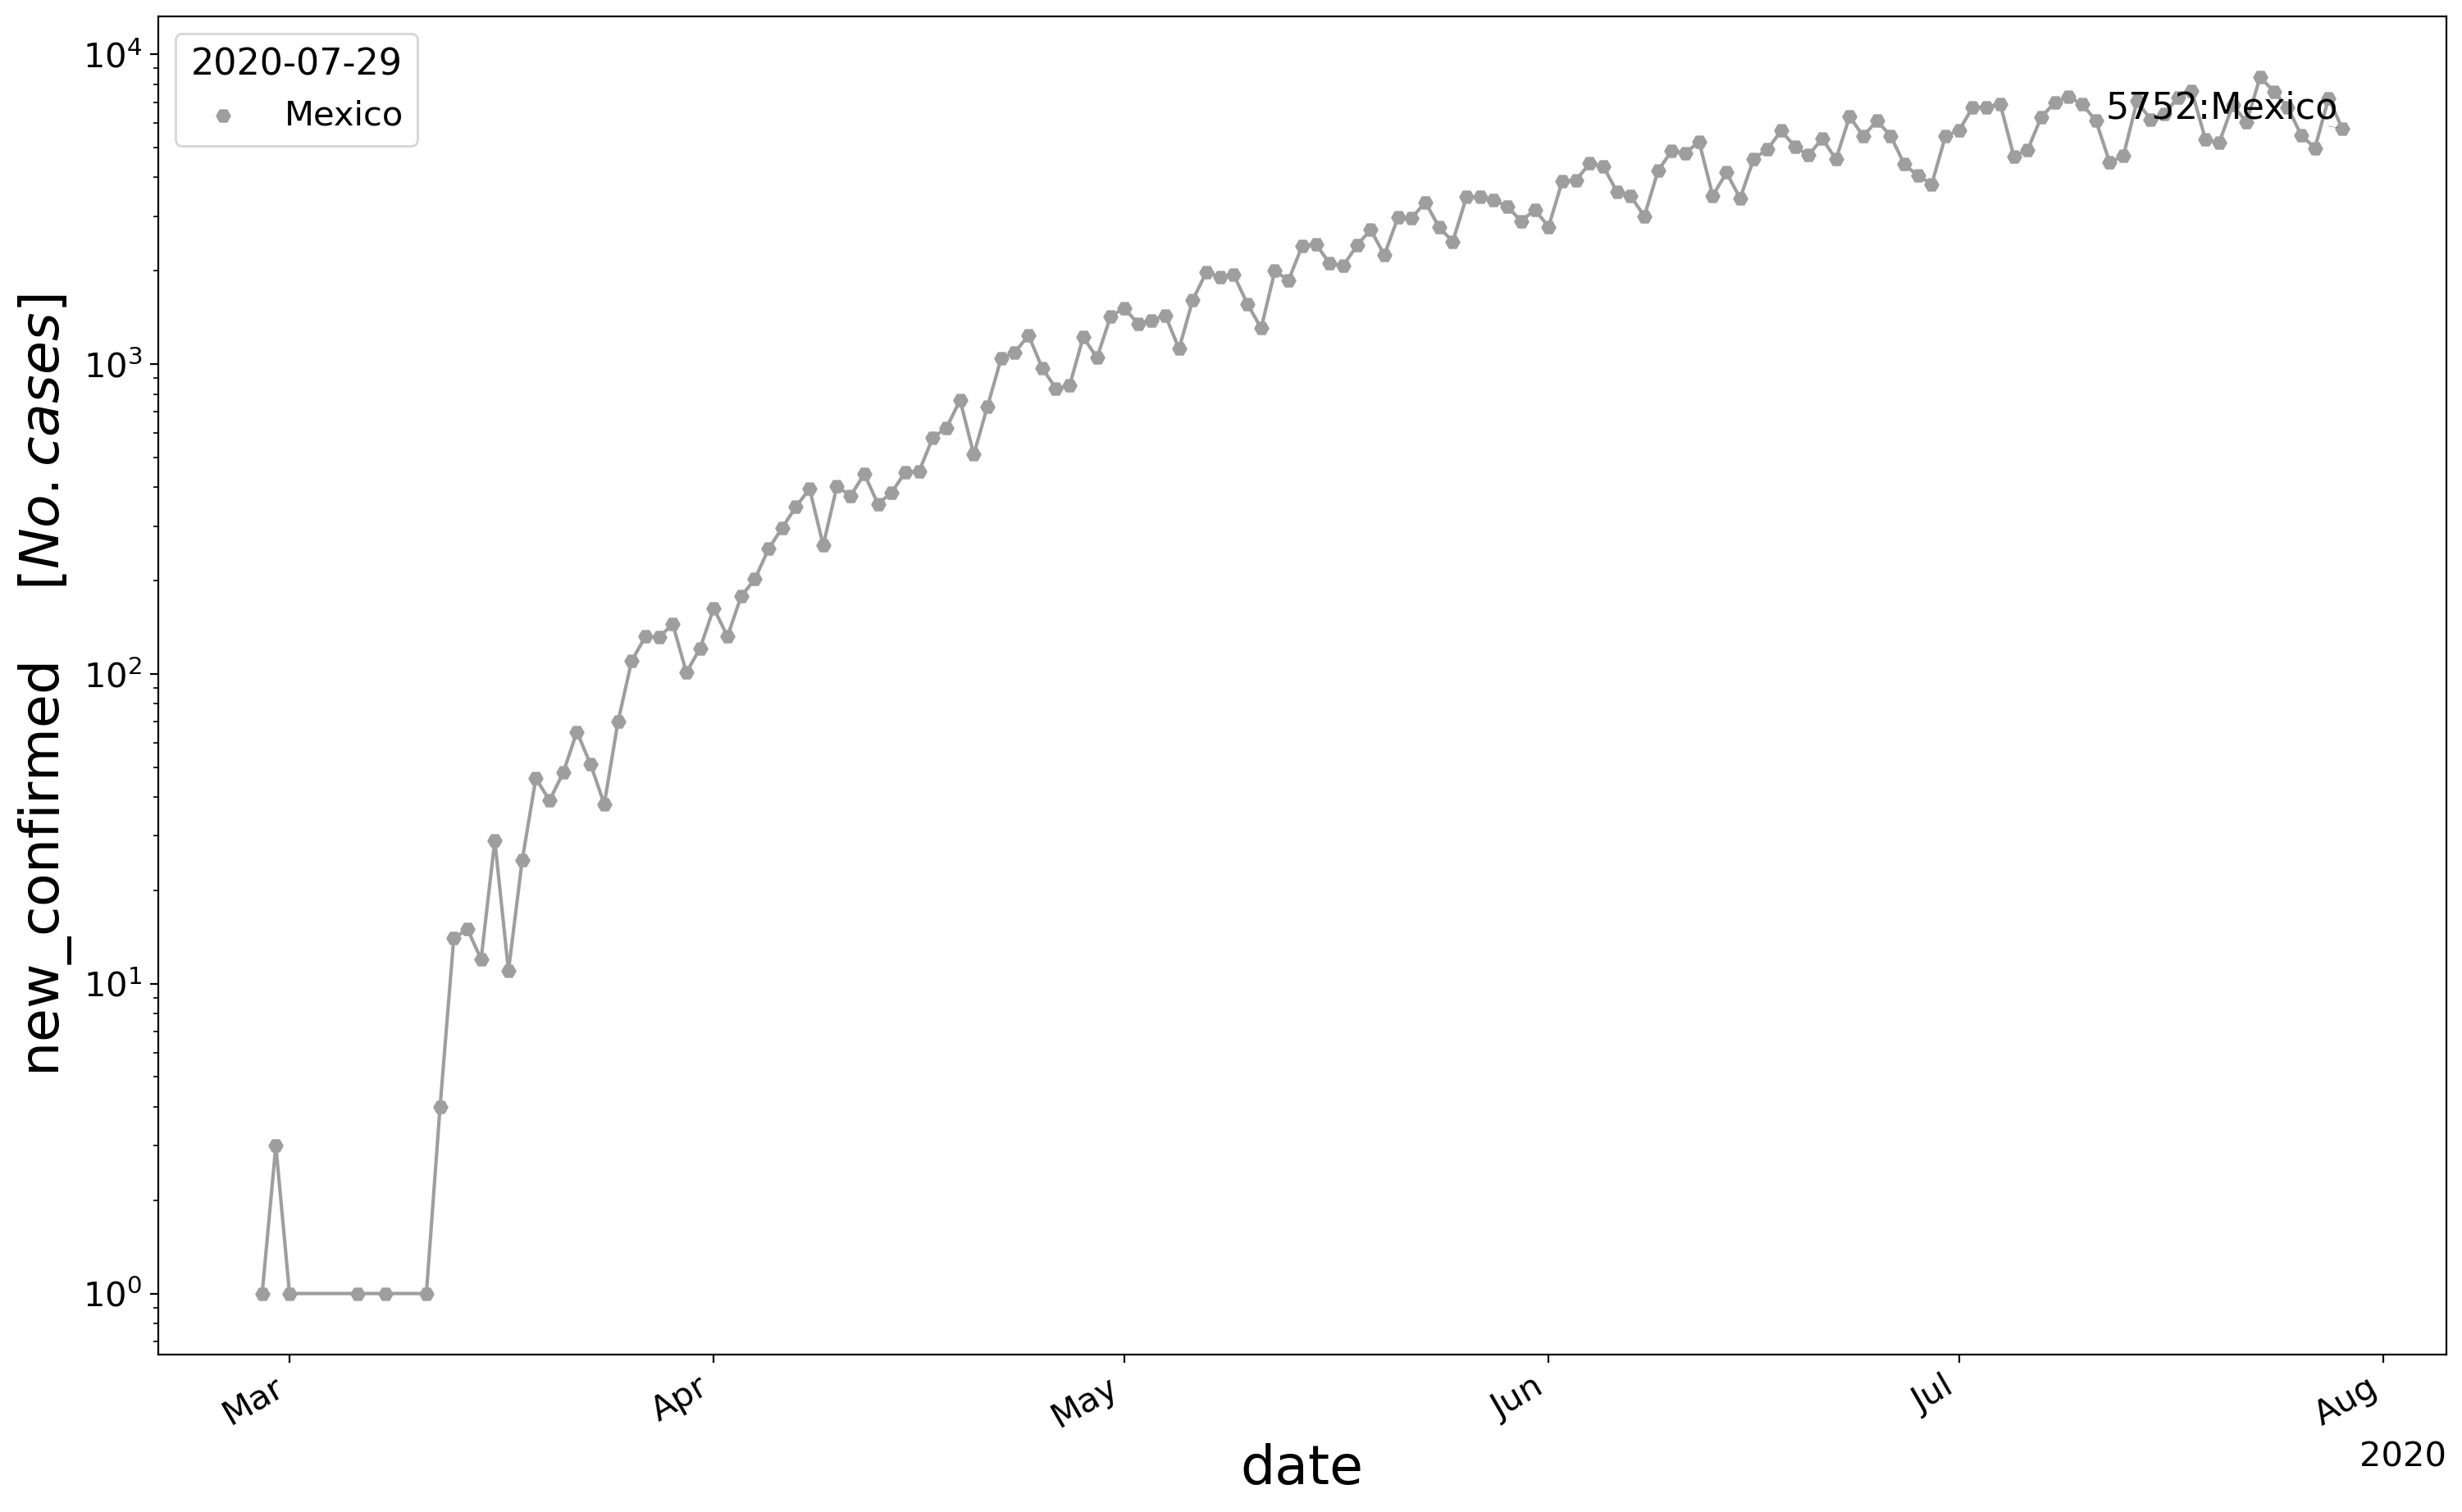 2020-07-29
Mexico
5752:Mexico
new_confirmed [No. cases]
10⁴
10³
10²
10¹
10⁰
Mar
Apr
May
Jun
Jul
Aug
date
2020